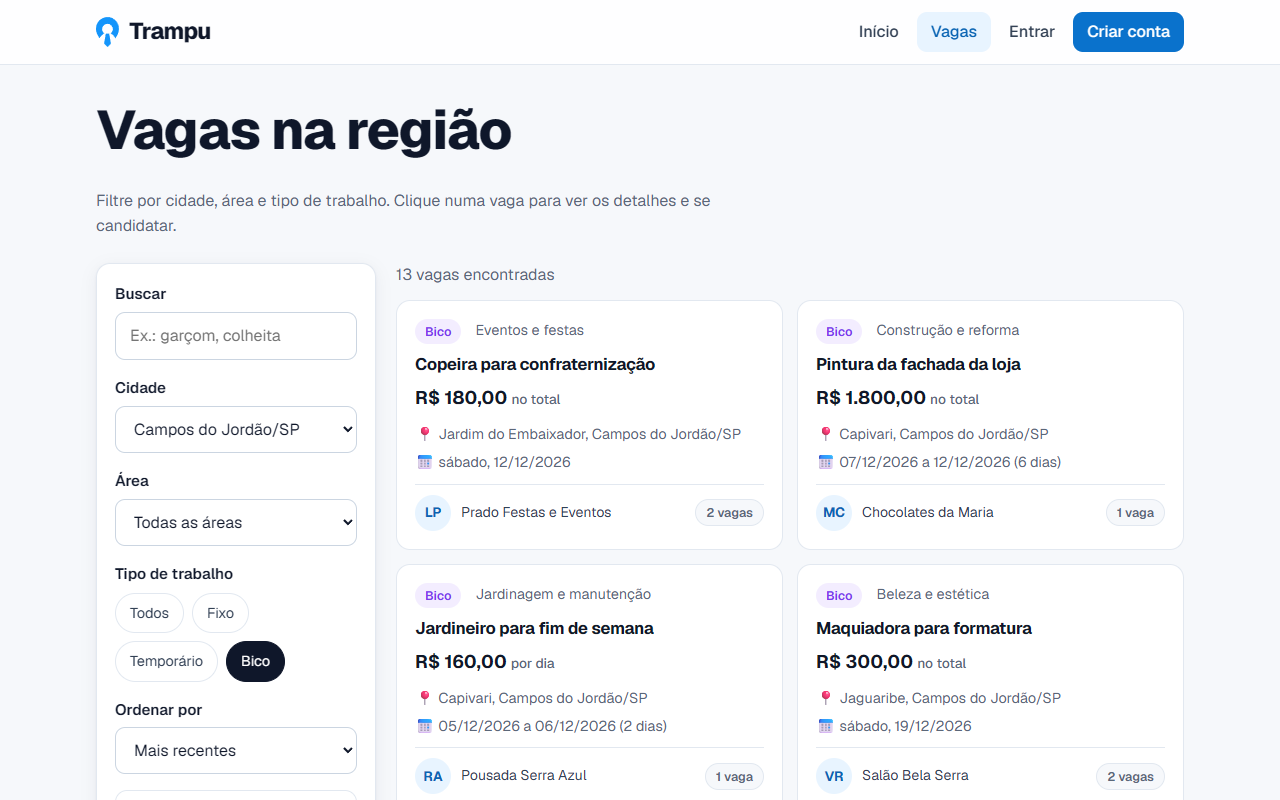 Trampu
Início
Vagas
Entrar
Criar conta
Vagas na região
Filtre por cidade, área e tipo de trabalho. Clique numa vaga para ver os detalhes e se
candidatar.
Buscar
Ex.: garçom, colheita
Cidade
Campos do Jordão/SP
Área
Todas as áreas
Tipo de trabalho
Todos
Fixo
Temporário
Bico
Ordenar por
Mais recentes
13 vagas encontradas
Bico Eventos e festas
Copeira para confraternização
R$ 180,00 no total
Jardim do Embaixador, Campos do Jordão/SP
sábado, 12/12/2026
LP Prado Festas e Eventos 2 vagas
Bico Construção e reforma
Pintura da fachada da loja
R$ 1.800,00 no total
Capivari, Campos do Jordão/SP
07/12/2026 a 12/12/2026 (6 dias)
MC Chocolates da Maria 1 vaga
Bico Jardinagem e manutenção
Jardineiro para fim de semana
R$ 160,00 por dia
Capivari, Campos do Jordão/SP
05/12/2026 a 06/12/2026 (2 dias)
RA Pousada Serra Azul 1 vaga
Bico Beleza e estética
Maquiadora para formatura
R$ 300,00 no total
Jaguaribe, Campos do Jordão/SP
sábado, 19/12/2026
VR Salão Bela Serra 2 vagas